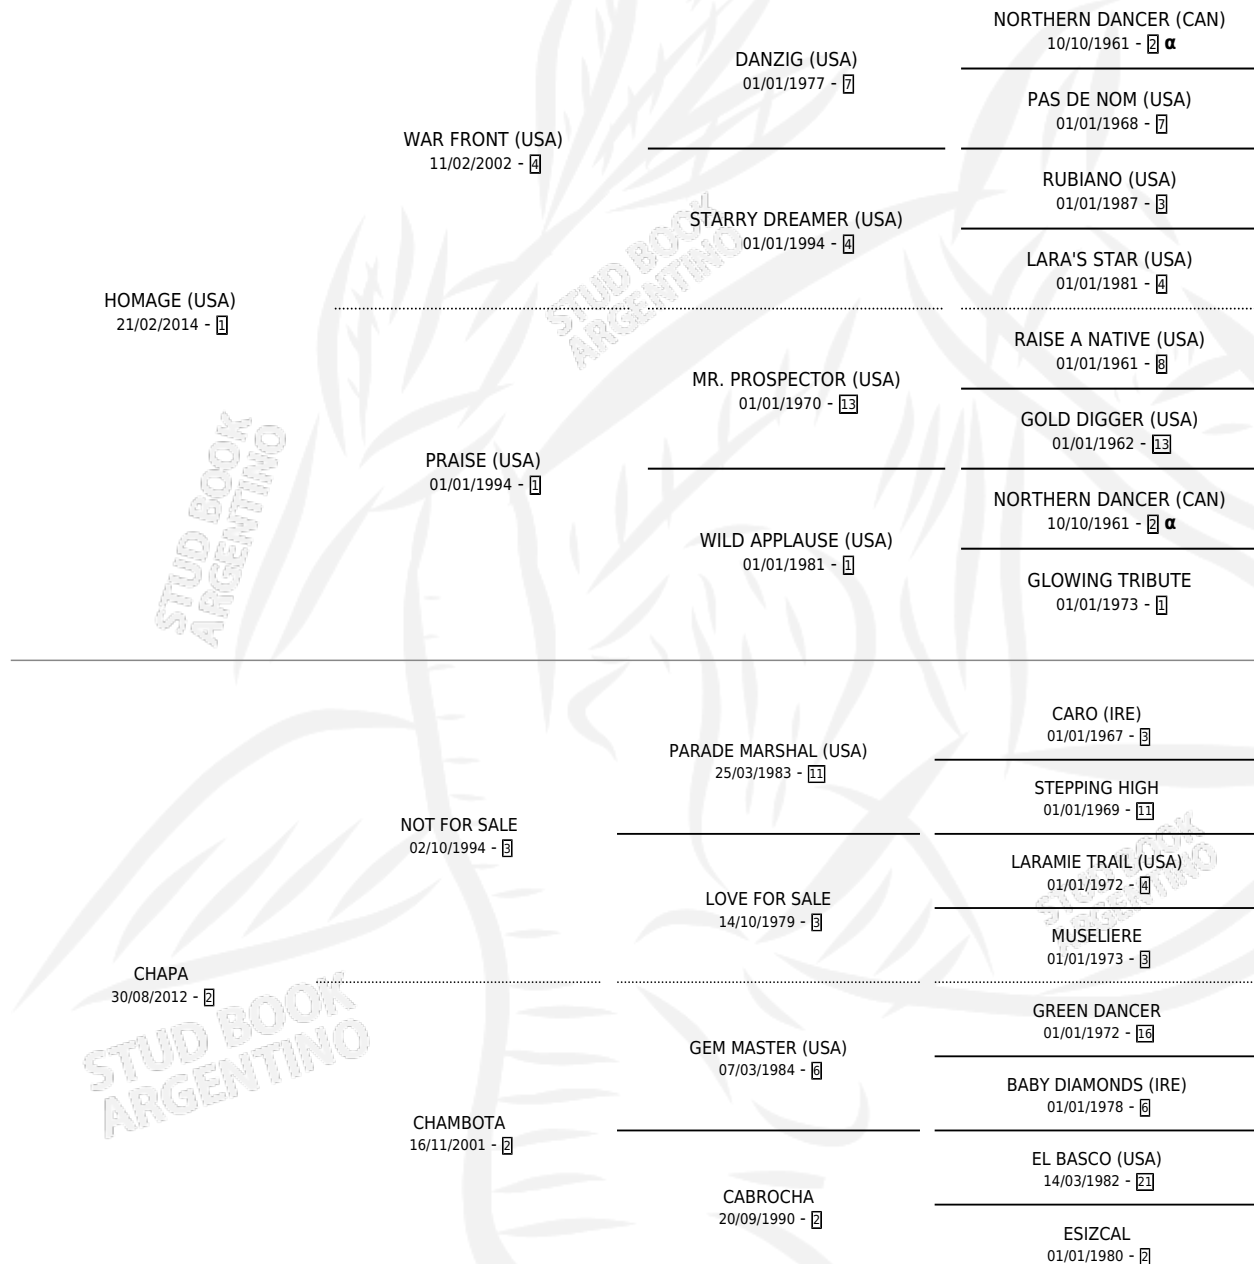 NORTHERN DANCER (CAN)
10/10/1961 - 2 α
DANZIG (USA)
01/01/1977 - 7
PAS DE NOM (USA)
01/01/1968 - 7
WAR FRONT (USA)
11/02/2002 - 4
RUBIANO (USA)
01/01/1987 - 3
STARRY DREAMER (USA)
01/01/1994 - 4
LARA'S STAR (USA)
01/01/1981 - 4
HOMAGE (USA)
21/02/2014 - 1
RAISE A NATIVE (USA)
01/01/1961 - 8
MR. PROSPECTOR (USA)
01/01/1970 - 13
GOLD DIGGER (USA)
01/01/1962 - 13
PRAISE (USA)
01/01/1994 - 1
NORTHERN DANCER (CAN)
10/10/1961 - 2 α
WILD APPLAUSE (USA)
01/01/1981 - 1
GLOWING TRIBUTE
01/01/1973 - 1
CARO (IRE)
01/01/1967 - 3
PARADE MARSHAL (USA)
25/03/1983 - 11
STEPPING HIGH
01/01/1969 - 11
NOT FOR SALE
02/10/1994 - 3
LARAMIE TRAIL (USA)
01/01/1972 - 4
LOVE FOR SALE
14/10/1979 - 3
MUSELIERE
01/01/1973 - 3
CHAPA
30/08/2012 - 2
GREEN DANCER
01/01/1972 - 16
GEM MASTER (USA)
07/03/1984 - 6
BABY DIAMONDS (IRE)
01/01/1978 - 6
CHAMBOTA
16/11/2001 - 2
EL BASCO (USA)
14/03/1982 - 21
CABROCHA
20/09/1990 - 2
ESIZCAL
01/01/1980 - 2
STUD BOOK
ARGENTINO
STUD BOOK
ARGENTINO
STUD BOOK
ARGENTINO
STUD BOOK
ARGENTINO